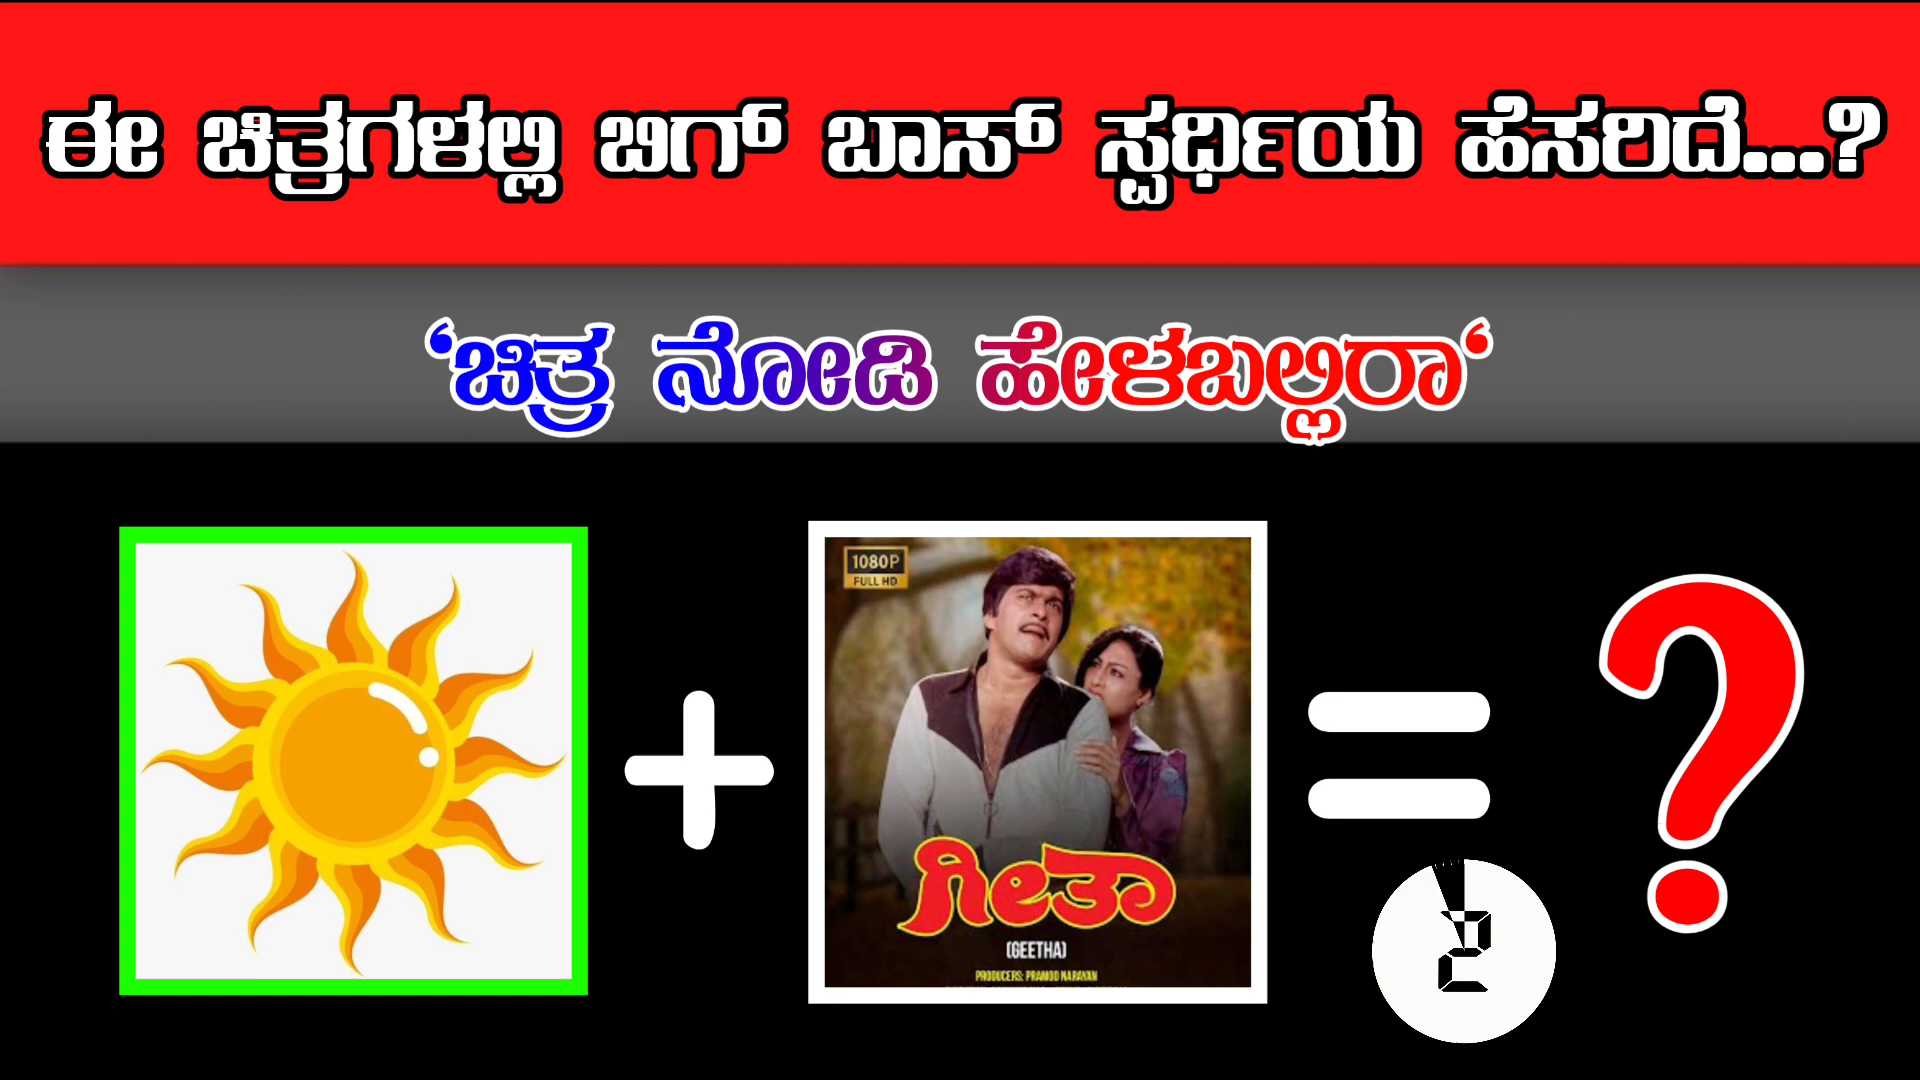 ಈ ಚಿತ್ರಗಳಲ್ಲಿ ಬಿಗ್ ಬಾಸ್ ಸ್ಪರ್ಧಿಯ ಹೆಸರಿದೆ...?
‘ಚಿತ್ರ ನೋಡಿ ಹೇಳಬಲ್ಲಿರಾ‘
1080P
FULL HD
ಗೀತಾ
(GEETHA)
PRODUCERS: PRAMOD NARAYAN
2